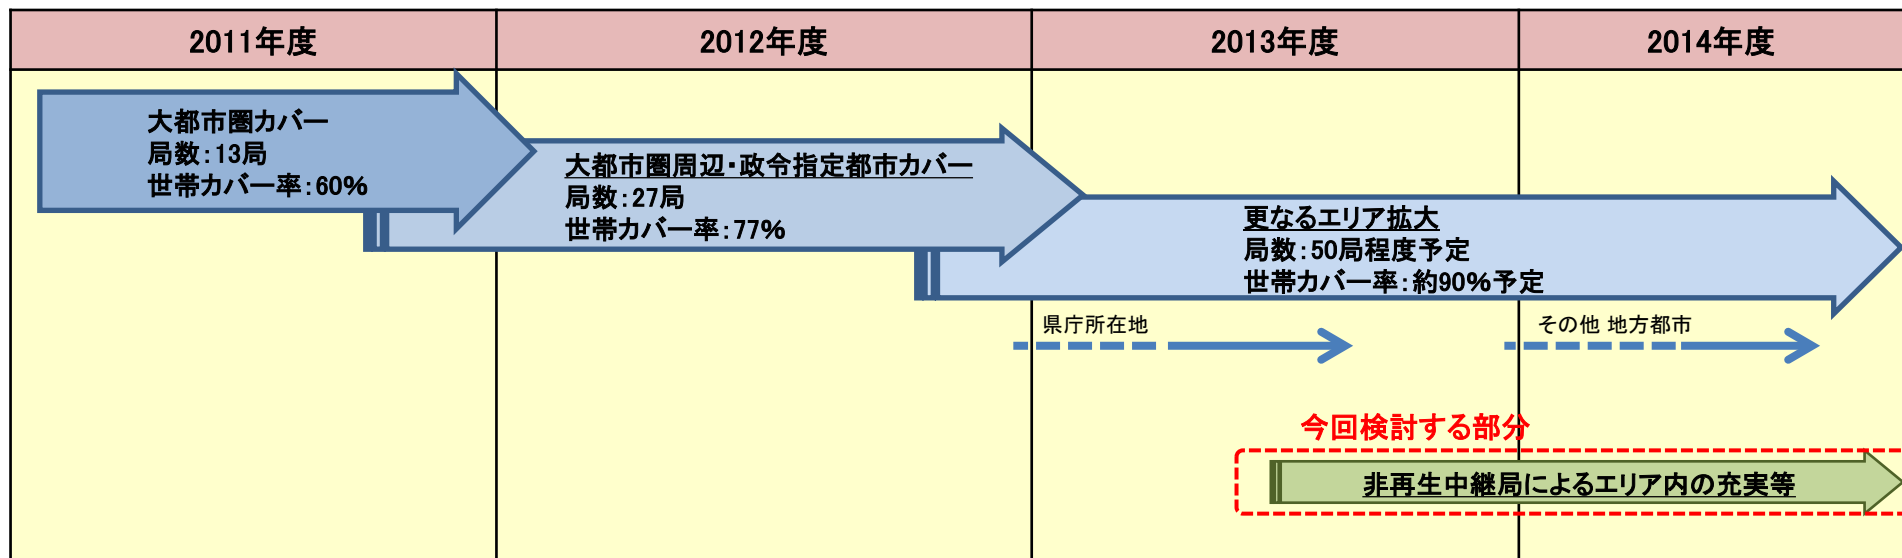 2011年度
2012年度
2013年度
2014年度
大都市圏カバー
局数：13局
世帯カバー率：60%
大都市圏周辺・政令指定都市カバー
局数：27局
世帯カバー率：77%
更なるエリア拡大
局数：50局程度予定
世帯カバー率：約90%予定
県庁所在地
その他 地方都市
今回検討する部分
非再生中継局によるエリア内の充実等